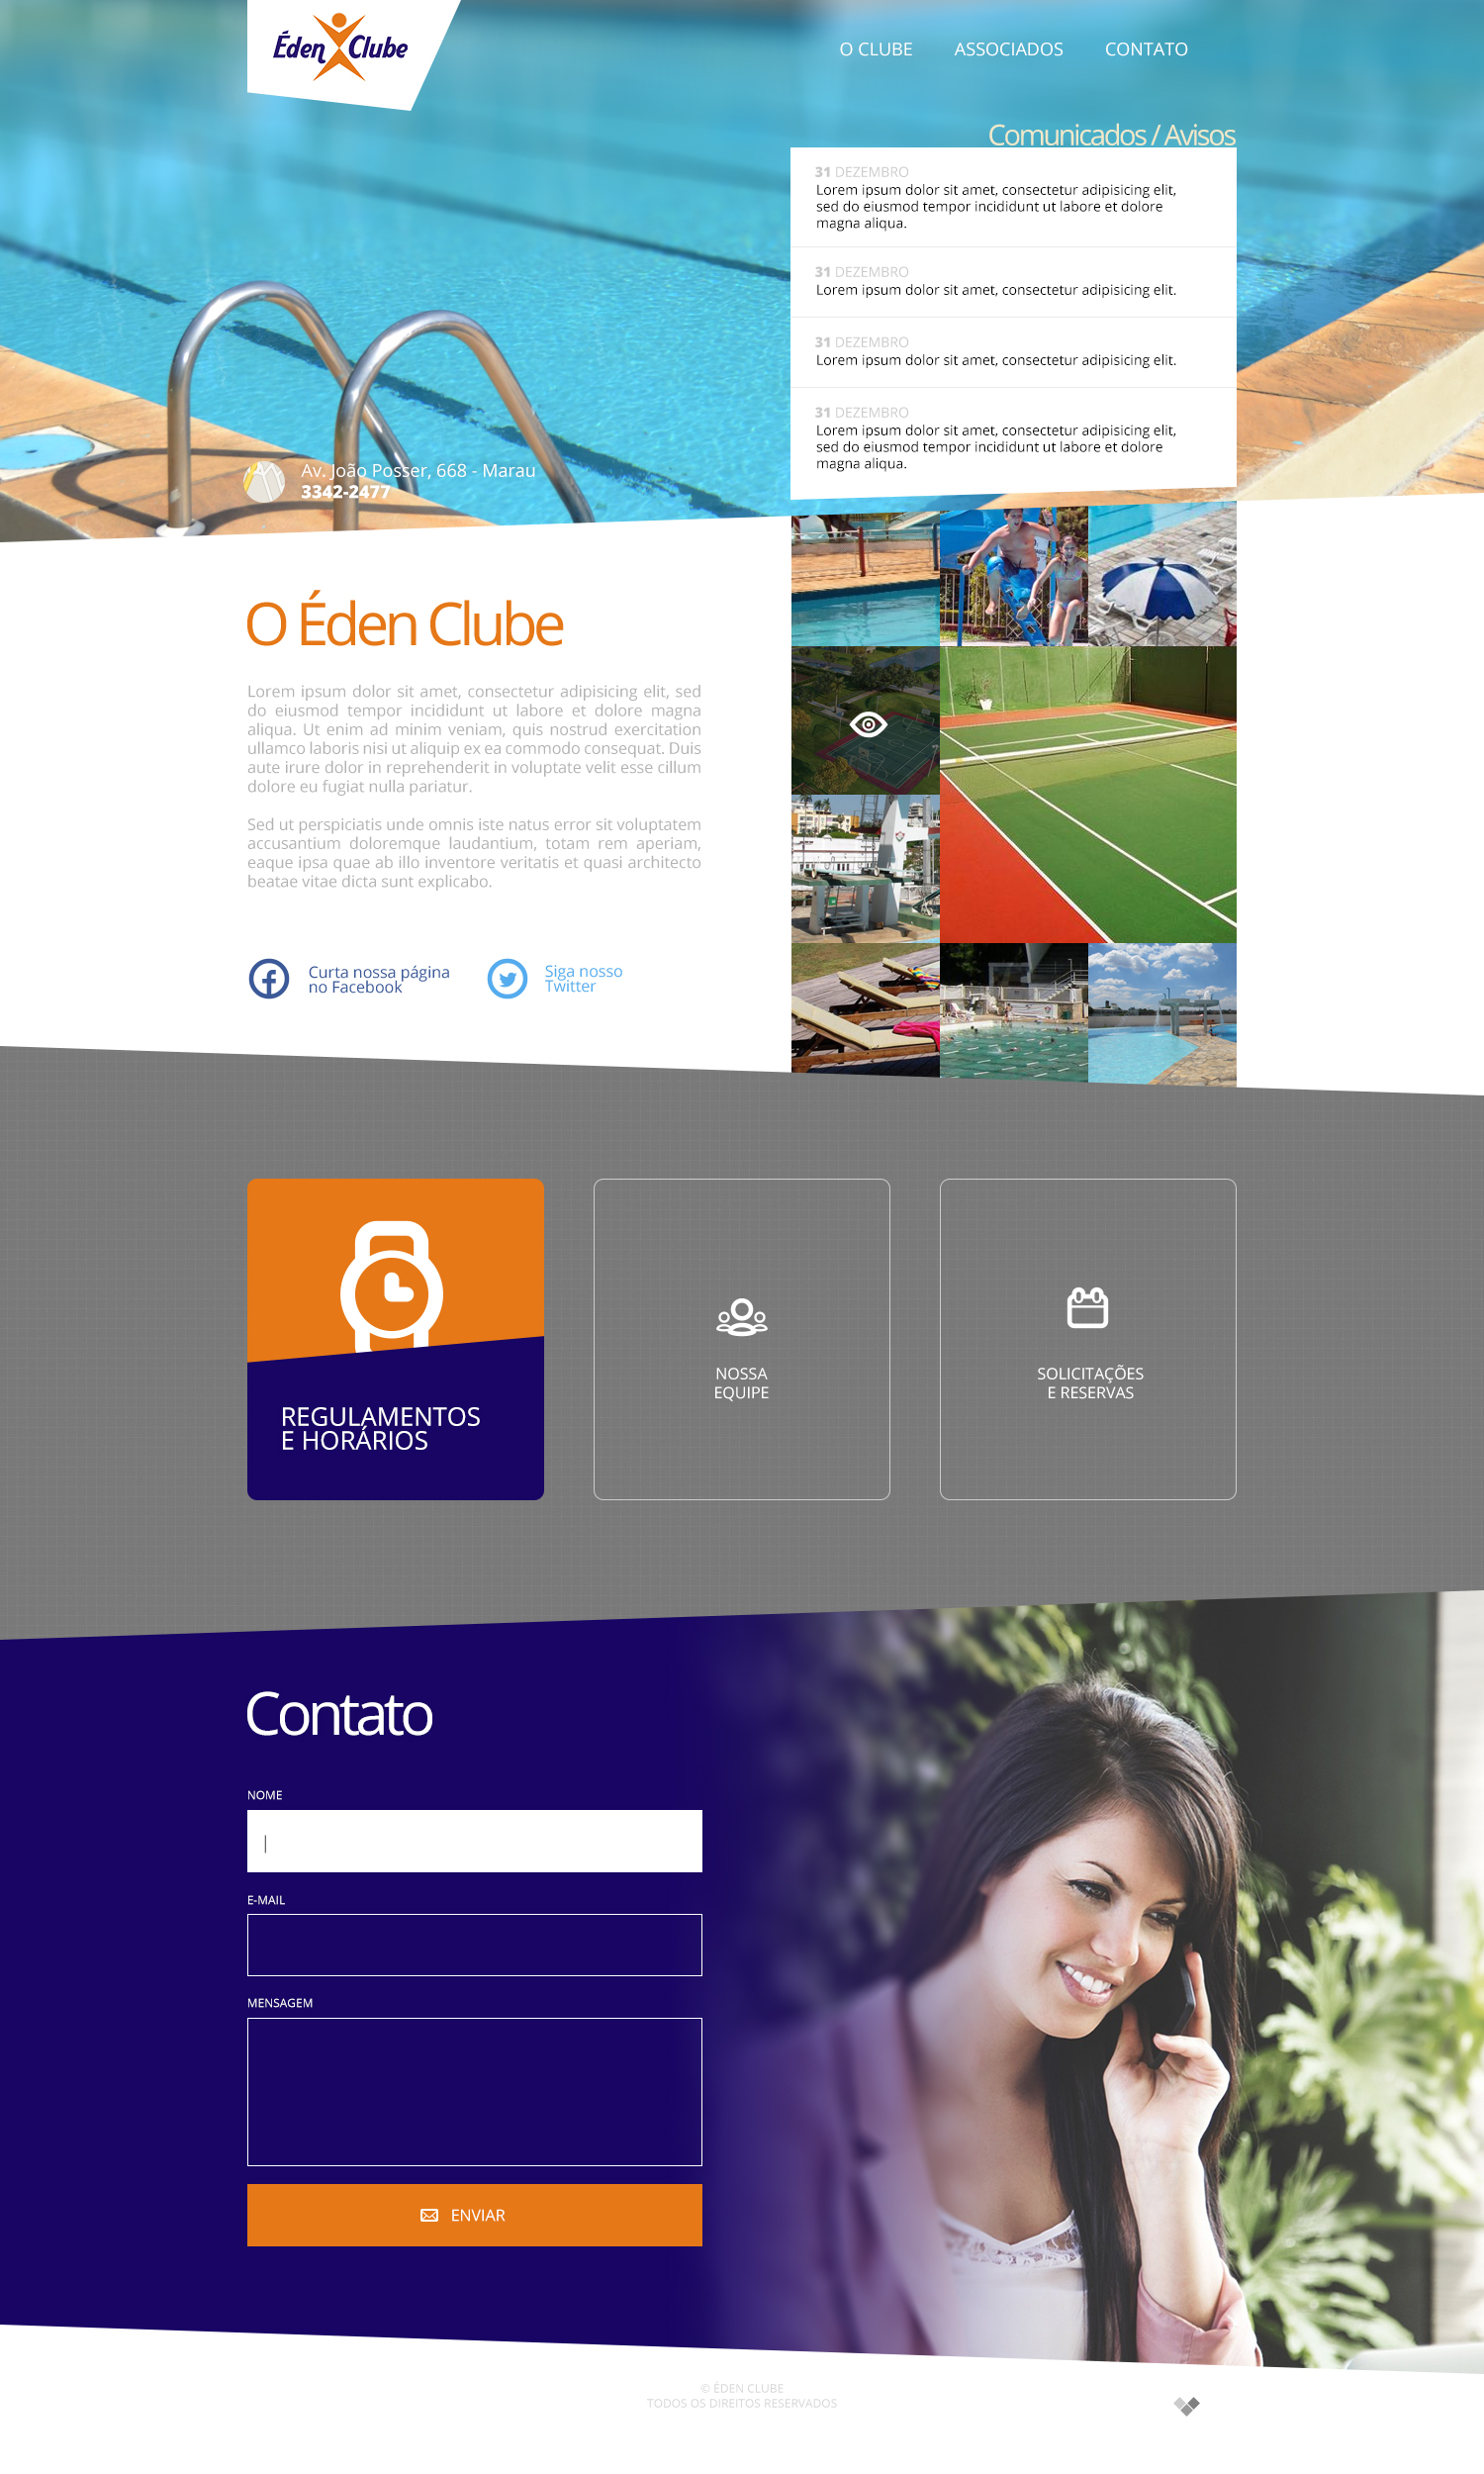 Éden Clube
O CLUBE
ASSOCIADOS
CONTATO
Comunicados / Avisos
31 DEZEMBRO
Lorem ipsum dolor sit amet, consectetur adipisicing elit,
sed do eiusmod tempor incididunt ut labore et dolore
magna aliqua.
31 DEZEMBRO
Lorem ipsum dolor sit amet, consectetur adipisicing elit.
31 DEZEMBRO
Lorem ipsum dolor sit amet, consectetur adipisicing elit.
31 DEZEMBRO
Lorem ipsum dolor sit amet, consectetur adipisicing elit,
sed do eiusmod tempor incididunt ut labore et dolore
magna aliqua.
Av. João Posser, 668 - Marau
3342-2477
O Éden Clube
Lorem ipsum dolor sit amet, consectetur adipisicing elit, sed
do eiusmod tempor incididunt ut labore et dolore magna
aliqua. Ut enim ad minim veniam, quis nostrud exercitation
ullamco laboris nisi ut aliquip ex ea commodo consequat. Duis
aute irure dolor in reprehenderit in voluptate velit esse cillum
dolore eu fugiat nulla pariatur.
Sed ut perspiciatis unde omnis iste natus error sit voluptatem
accusantium doloremque laudantium, totam rem aperiam,
eaque ipsa quae ab illo inventore veritatis et quasi architecto
beatae vitae dicta sunt explicabo.
Curta nossa página
no Facebook
Siga nosso
Twitter
REGULAMENTOS
E HORÁRIOS
NOSSA
EQUIPE
SOLICITAÇÕES
E RESERVAS
Contato
NOME
E-MAIL
MENSAGEM
ENVIAR
© ÉDEN CLUBE
TODOS OS DIREITOS RESERVADOS